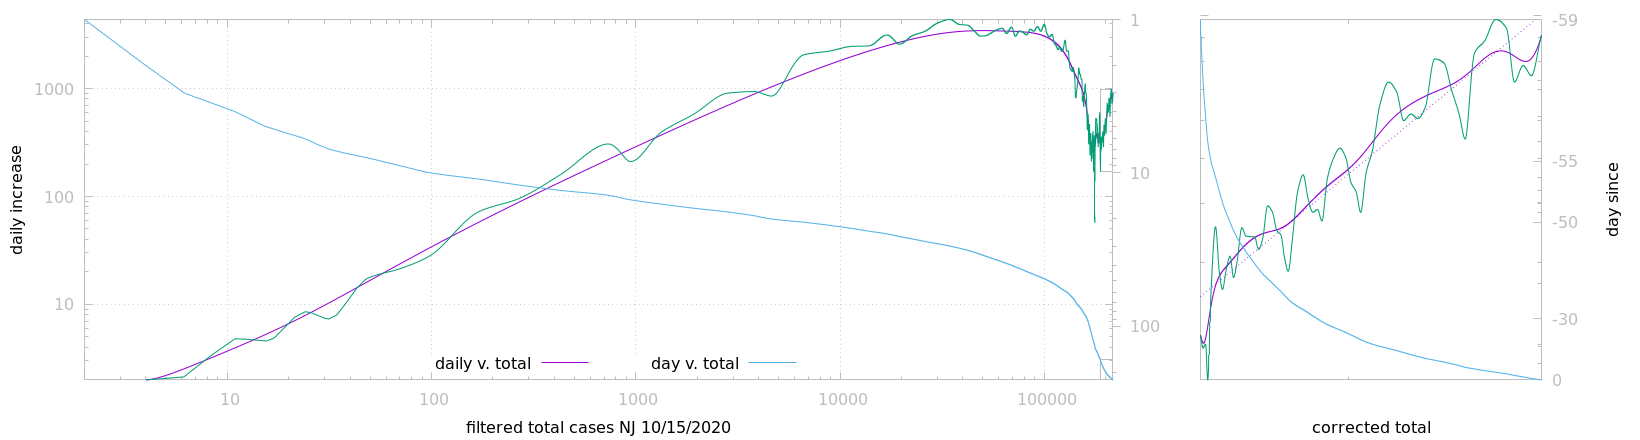 1
-59
1000
daily increase
10
-55
day since
100
-50
10
100
-30
daily v. total
day v. total
0
10
100
1000
10000
100000
filtered total cases NJ 10/15/2020
corrected total